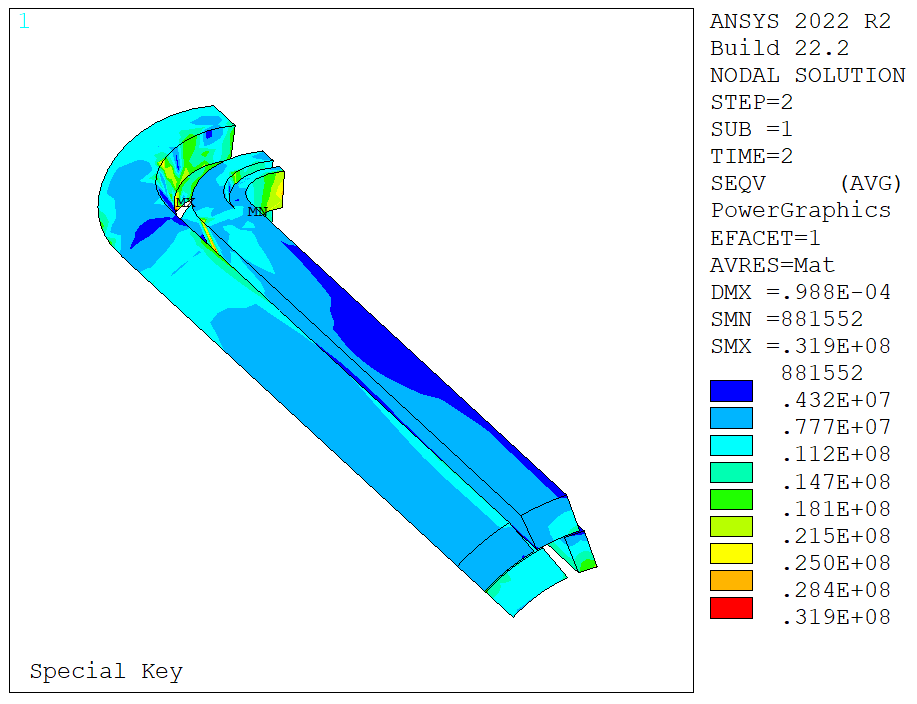 1
ANSYS 2022 R2
Build 22.2
NODAL SOLUTION
STEP=2
SUB =1
TIME=2
SEQV (AVG)
PowerGraphics
EFACET=1
AVRES=Mat
DMX =.988E-04
SMN =881552
SMX =.319E+08
881552
.432E+07
.777E+07
.112E+08
.147E+08
.181E+08
.215E+08
.250E+08
.284E+08
.319E+08
MX
MN
Special Key